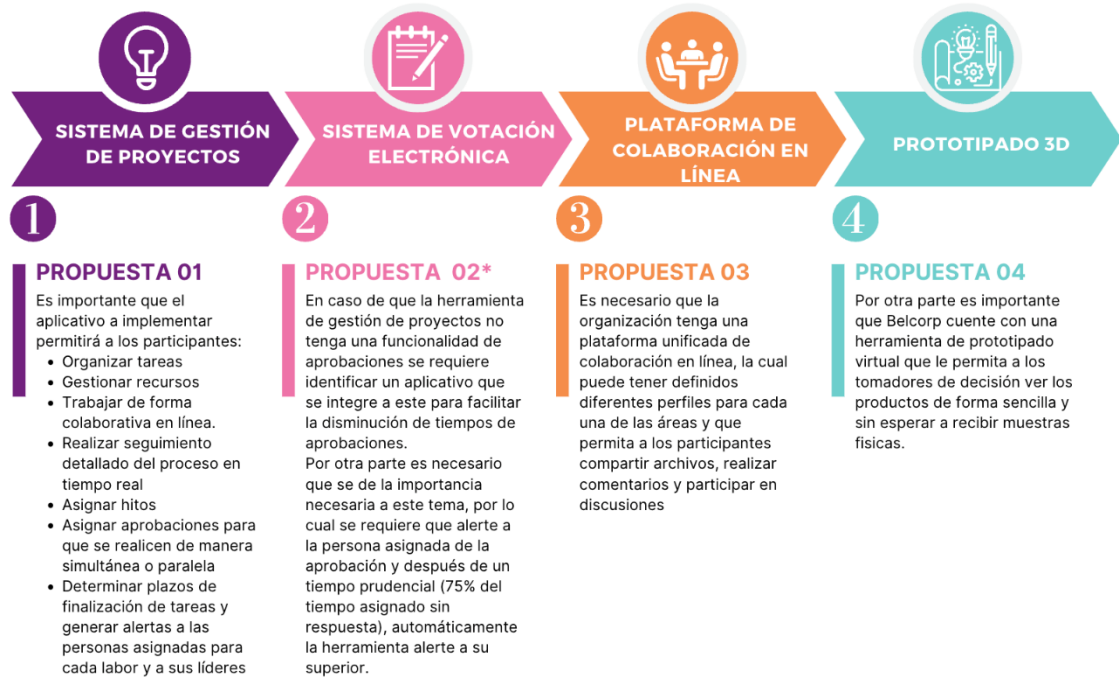 SISTEMA DE GESTIÓN
DE PROYECTOS
SISTEMA DE VOTACIÓN
ELECTRÓNICA
PLATAFORMA DE
COLABORACIÓN EN
LÍNEA
PROTOTIPADO 3D
1
PROPUESTA 01
Es importante que el
aplicativo a implementar
permitirá a los participantes:
• Organizar tareas
• Gestionar recursos
• Trabajar de forma
colaborativa en línea.
• Realizar seguimiento
detallado del proceso en
tiempo real
• Asignar hitos
• Asignar aprobaciones para
que se realicen de manera
simultánea o paralela
• Determinar plazos de
finalización de tareas y
generar alertas a las
personas asignadas para
cada labor y a sus líderes
2
PROPUESTA 02*
En caso de que la herramienta
de gestión de proyectos no
tenga una funcionalidad de
aprobaciones se requiere
identificar un aplicativo que
se integre a este para facilitar
la disminución de tiempos de
aprobaciones.
Por otra parte es necesario
que se de la importancia
necesaria a este tema, por lo
cual se requiere que alerte a
la persona asignada de la
aprobación y después de un
tiempo prudencial (75% del
tiempo asignado sin
respuesta), automáticamente
la herramienta alerte a su
superior.
3
PROPUESTA 03
Es necesario que la
organización tenga una
plataforma unificada de
colaboración en línea, la cual
puede tener definidos
diferentes perfiles para cada
una de las áreas y que
permita a los participantes
compartir archivos, realizar
comentarios y participar en
discusiones
4
PROPUESTA 04
Por otra parte es importante
que Belcorp cuente con una
herramienta de prototipado
virtual que le permita a los
tomadores de decisión ver los
productos de forma sencilla y
sin esperar a recibir muestras
fisicas.